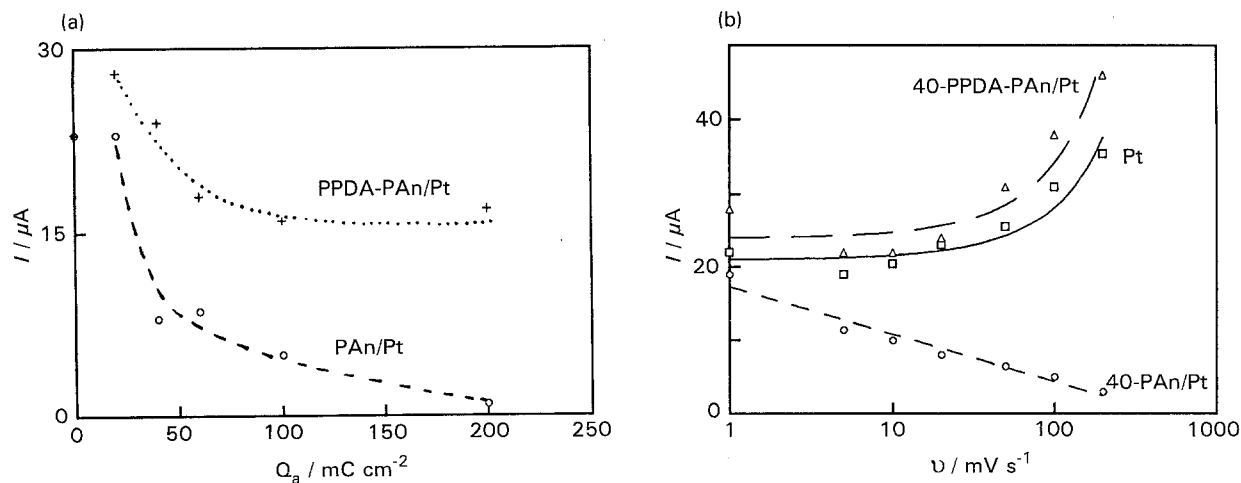 (a)
30
15
0
I / μA
PPDA-PAn/Pt
PAn/Pt
0
50
100
150
200
250
Qa / mC cm⁻²
(b)
40
20
0
I / μA
40-PPDA-PAn/Pt
Pt
40-PAn/Pt
1
10
100
1000
υ / mV s⁻¹